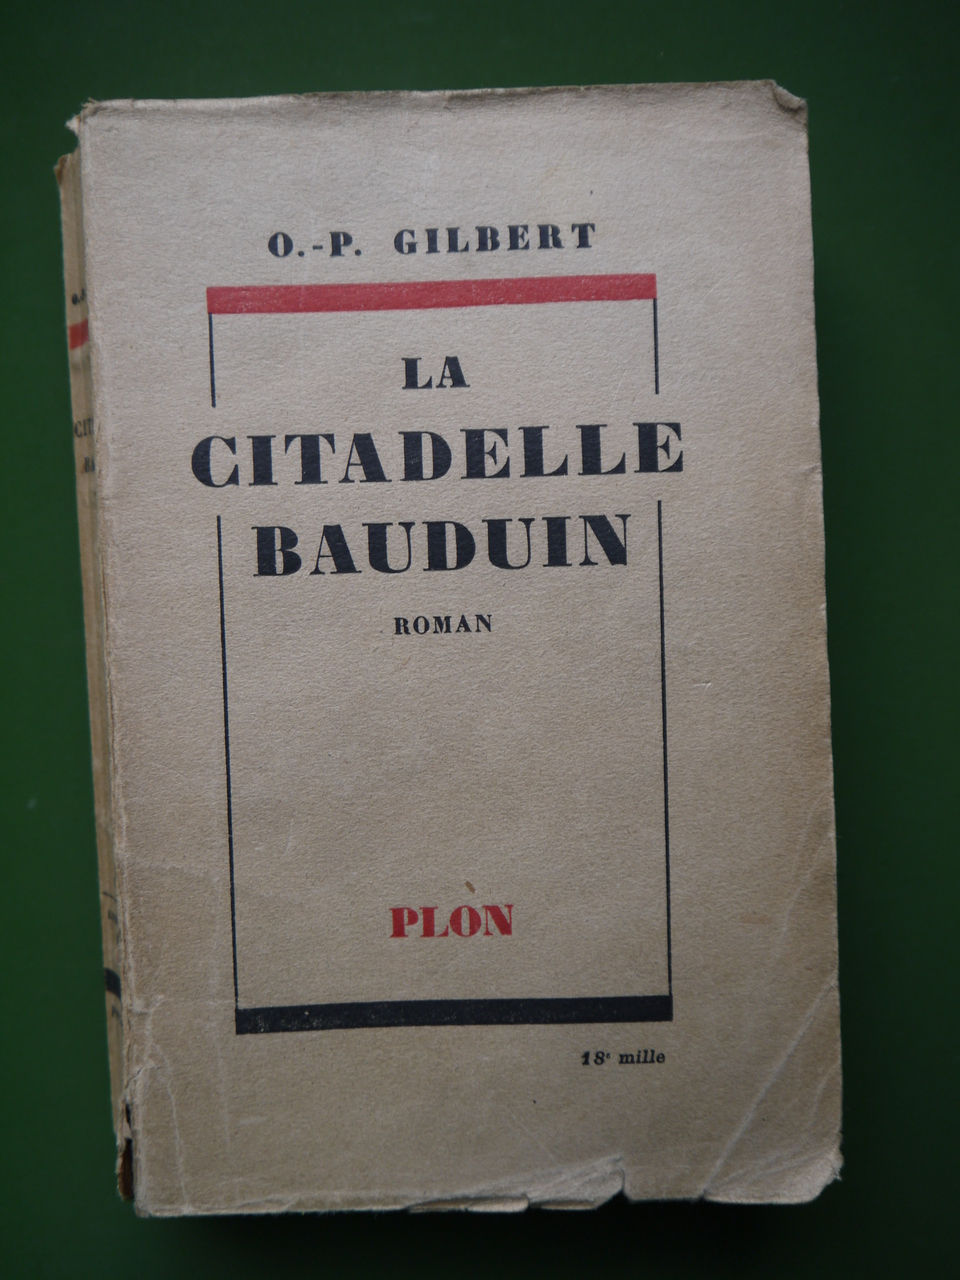 O.-P. GILBERT
LA
CITADELLE
BAUDUIN
ROMAN
PLON
18e mille